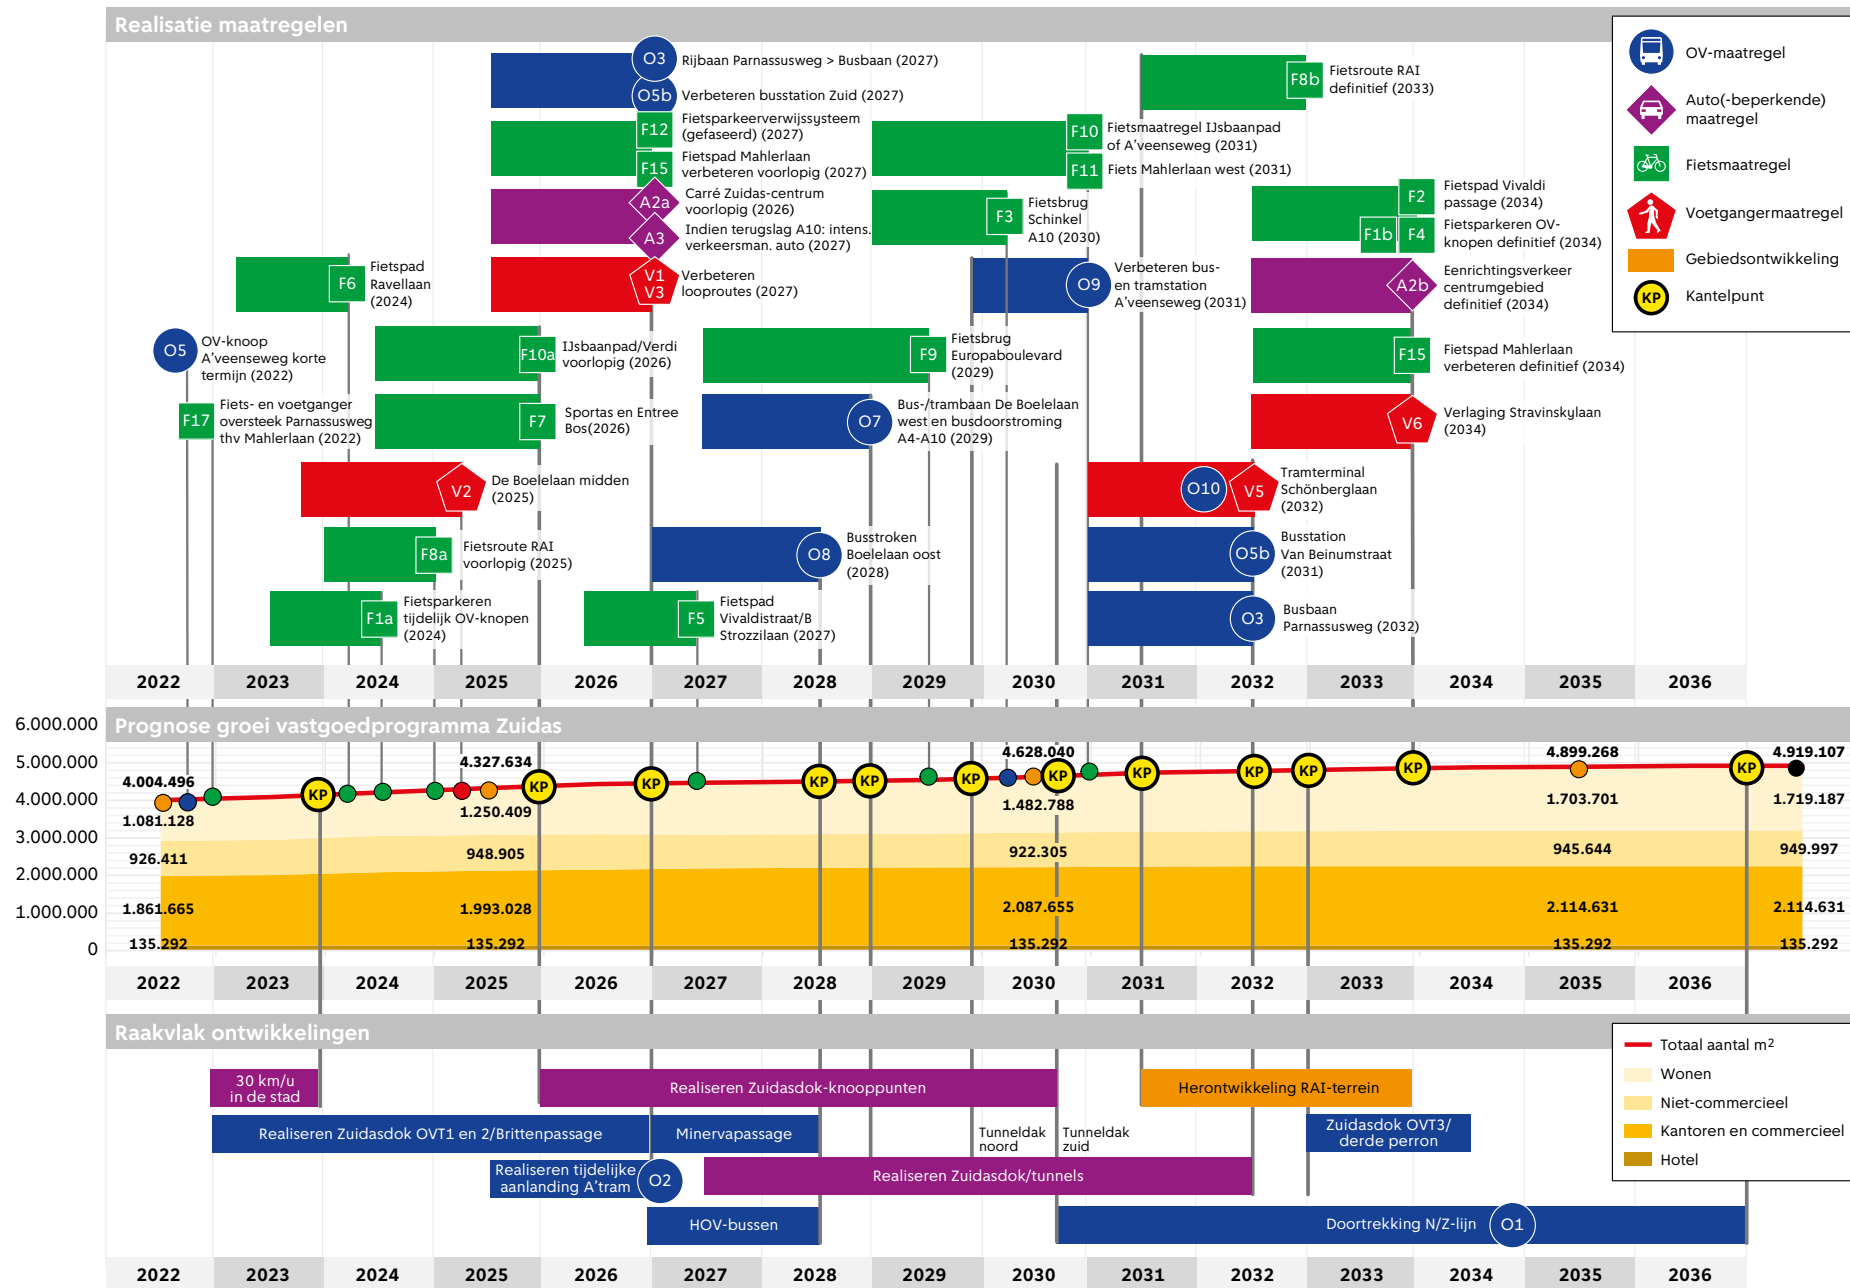 Realisatie maatregelen
O3
Rijbaan Parnassusweg > Busbaan (2027)
O5b
Verbeteren busstation Zuid (2027)
F12
Fietsparkeerverwijssysteem
(gefaseerd) (2027)
F15
Fietspad Mahlerlaan
verbeteren voorlopig (2027)
A2a
Carré Zuidas-centrum
voorlopig (2026)
A3
Indien terugslag A10: intens.
verkeersman. auto (2027)
V1
V3
Verbeteren
looproutes (2027)
F6
Fietspad
Ravellaan
(2024)
O5
OV-knoop
A'veenseweg korte
termijn (2022)
F17
Fiets- en voetganger
oversteek Parnassusweg
thv Mahlerlaan (2022)
F10a
IJsbaanpad/Verdi
voorlopig (2026)
F7
Sportas en Entree
Bos(2026)
V2
De Boelelaan midden
(2025)
F8a
Fietsroute RAI
voorlopig (2025)
F1a
Fietsparkeren
tijdelijk OV-knopen
(2024)
F8b
Fietsroute RAI
definitief (2033)
F10
Fietsmaatregel IJsbaanpad
of A'veenseweg (2031)
F11
Fiets Mahlerlaan west (2031)
F3
Fietsbrug
Schinkel
A10 (2030)
O9
Verbeteren bus-
en tramstation
A'veenseweg (2031)
F9
Fietsbrug
Europaboulevard
(2029)
O7
Bus-/trambaan De Boelelaan
west en busdoorstroming
A4-A10 (2029)
O8
Busstroken
Boelelaan oost
(2028)
F5
Fietspad
Vivaldistraat/B
Strozzilaan (2027)
F2
Fietspad Vivaldi
passage (2034)
F1b
F4
Fietsparkeren OV-
knopen definitief (2034)
A2b
Eenrichtingsverkeer
centrumgebied
definitief (2034)
F15
Fietspad Mahlerlaan
verbeteren definitief (2034)
V6
Verlaging Stravinskylaan
(2034)
O10
V5
Tramterminal
Schönberglaan
(2032)
O5b
Busstation
Van Beinumstraat
(2031)
O3
Busbaan
Parnassusweg (2032)
OV-maatregel
Auto(-beperkende)
maatregel
Fietsmaatregel
Voetgangermaatregel
Gebiedsontwikkeling
KP
Kantelpunt
2022 2023 2024 2025 2026 2027 2028 2029 2030 2031 2032 2033 2034 2035 2036
Prognose groei vastgoedprogramma Zuidas
6.000.000
5.000.000
4.000.000
3.000.000
2.000.000
1.000.000
0
4.004.496 4.327.634 4.628.040 4.899.268 4.919.107
KP KP KP KP KP KP KP KP KP KP KP KP
1.081.128 1.250.409 1.482.788 1.703.701 1.719.187
926.411 948.905 922.305 945.644 949.997
1.861.665 1.993.028 2.087.655 2.114.631 2.114.631
135.292 135.292 135.292 135.292 135.292
2022 2023 2024 2025 2026 2027 2028 2029 2030 2031 2032 2033 2034 2035 2036
Raakvlak ontwikkelingen
30 km/u
in de stad
Realiseren Zuidasdok-knooppunten
Herontwikkeling RAI-terrein
Realiseren Zuidasdok OVT1 en 2/Brittenpassage
Minervapassage
Tunneldak
noord
Tunneldak
zuid
Zuidasdok OVT3/
derde perron
Realiseren tijdelijke
aanlanding A'tram
O2
Realiseren Zuidasdok/tunnels
HOV-bussen
Doortrekking N/Z-lijn
O1
Totaal aantal m2
Wonen
Niet-commercieel
Kantoren en commercieel
Hotel
2022 2023 2024 2025 2026 2027 2028 2029 2030 2031 2032 2033 2034 2035 2036